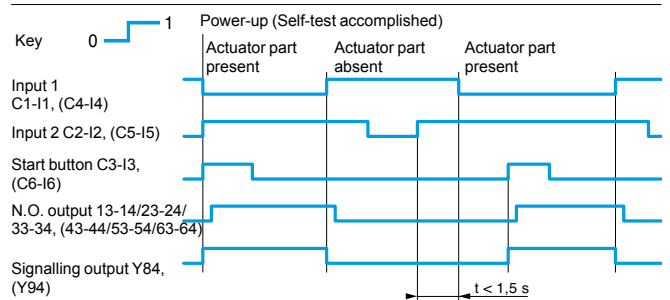 Key 0 1 Power-up (Self-test accomplished)
Actuator part present
Actuator part absent
Actuator part present
Input 1
C1-I1, (C4-I4)
Input 2 C2-I2, (C5-I5)
Start button C3-I3,
(C6-I6)
N.O. output 13-14/23-24/
33-34, (43-44/53-54/63-64)
Signalling output Y84,
(Y94)
t < 1,5 s